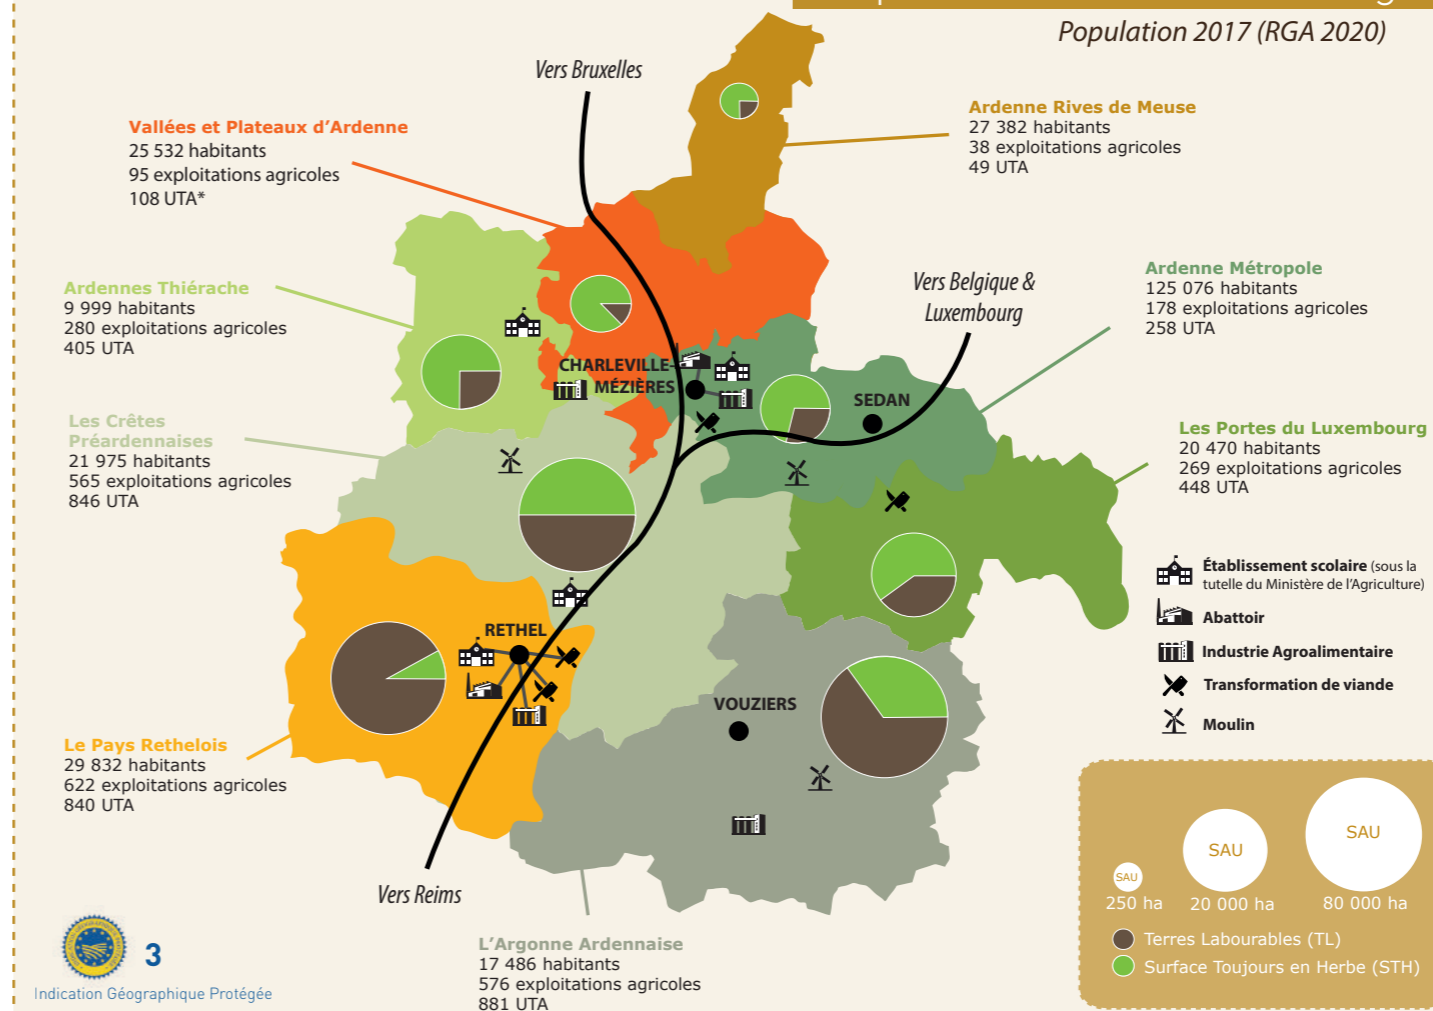 Population 2017 (RGA 2020)
Vers Bruxelles
Vallées et Plateaux d'Ardenne
25 532 habitants
95 exploitations agricoles
108 UTA*
Ardenne Rives de Meuse
27 382 habitants
38 exploitations agricoles
49 UTA
Ardennes Thiérache
9 999 habitants
280 exploitations agricoles
405 UTA
Vers Belgique &
Luxembourg
Ardenne Métropole
125 076 habitants
178 exploitations agricoles
258 UTA
CHARLEVILLE-
MÉZIÈRES
SEDAN
Les Crêtes
Préardennaises
21 975 habitants
565 exploitations agricoles
846 UTA
Les Portes du Luxembourg
20 470 habitants
269 exploitations agricoles
448 UTA
Établissement scolaire (sous la
tutelle du Ministère de l'Agriculture)
Abattoir
Industrie Agroalimentaire
Transformation de viande
Moulin
RETHEL
VOUZIERS
Le Pays Rethelois
29 832 habitants
622 exploitations agricoles
840 UTA
Vers Reims
L'Argonne Ardennaise
17 486 habitants
576 exploitations agricoles
881 UTA
SAU
SAU
SAU
250 ha
20 000 ha
80 000 ha
Terres Labourables (TL)
Surface Toujours en Herbe (STH)
3
Indication Géographique Protégée